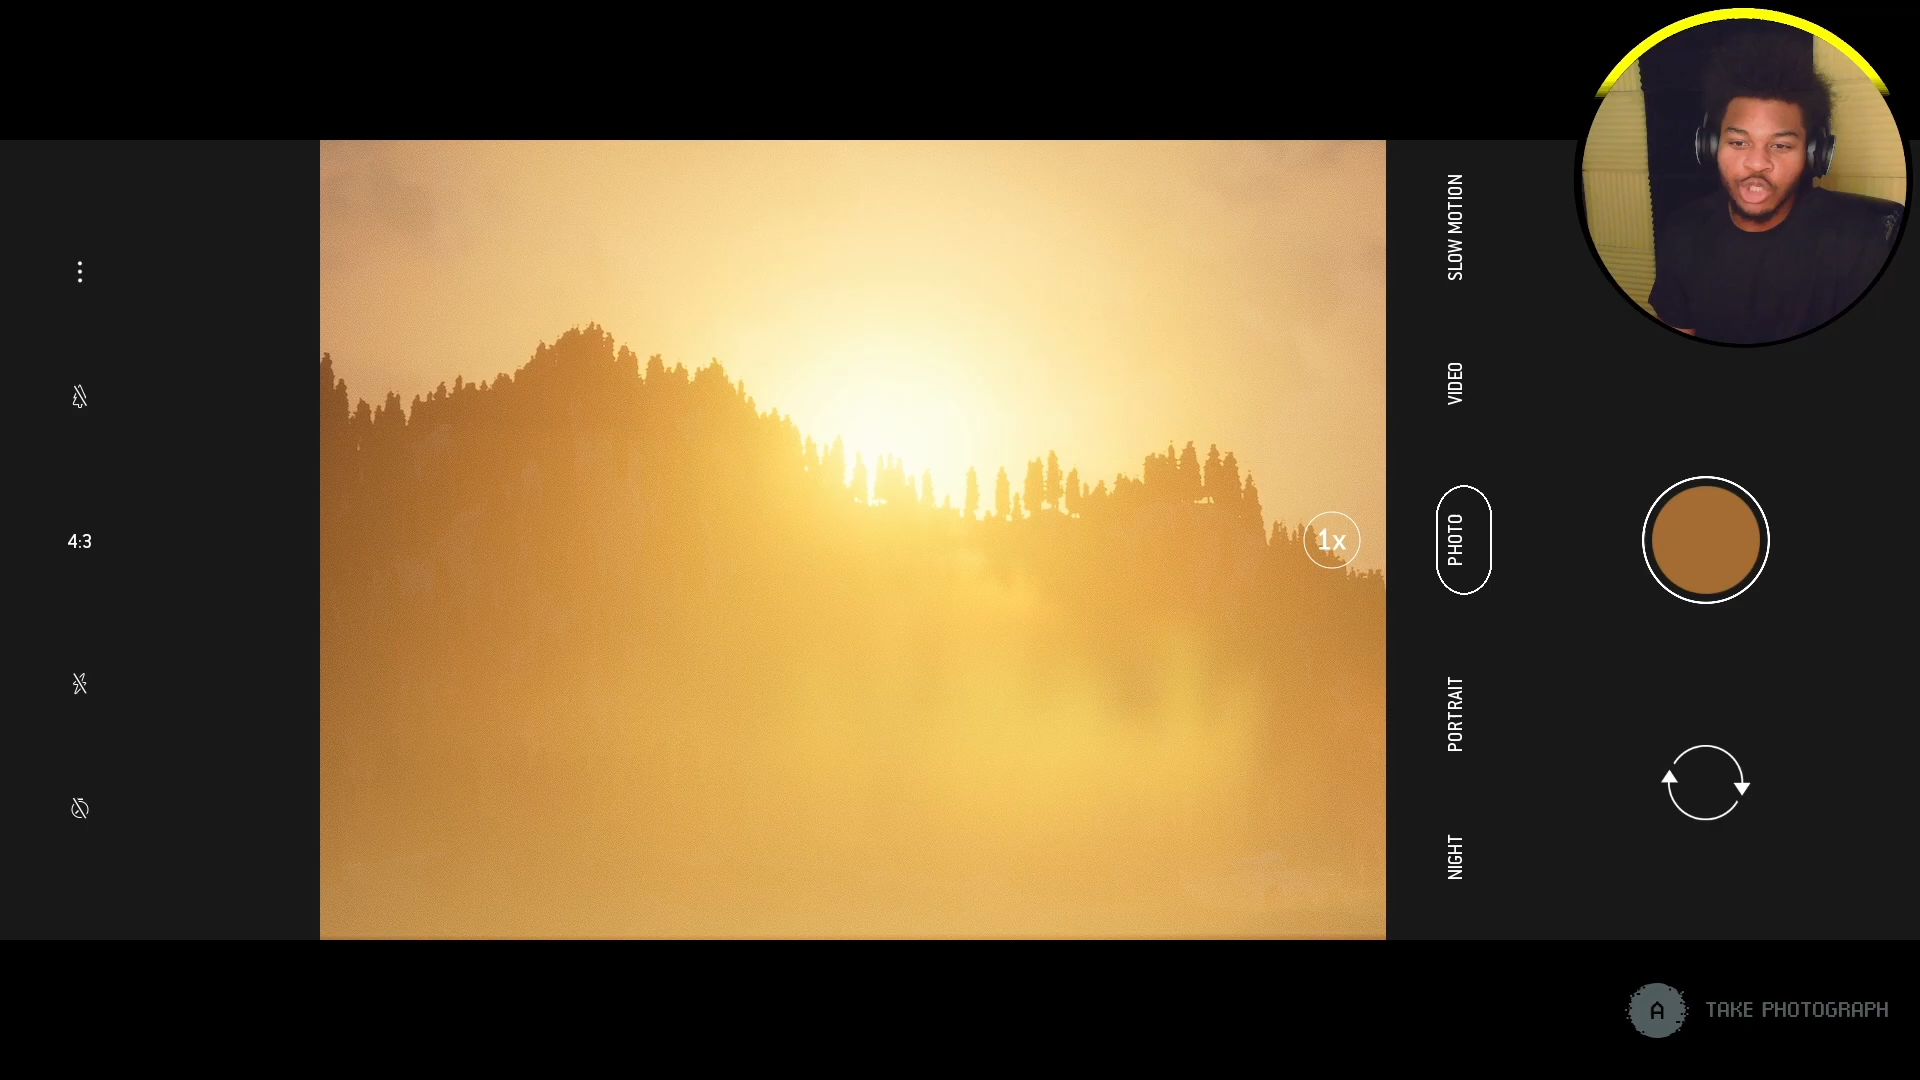 SLOW MOTION
VIDEO
4:3
1x
PHOTO
PORTRAIT
NIGHT
A TAKE PHOTOGRAPH